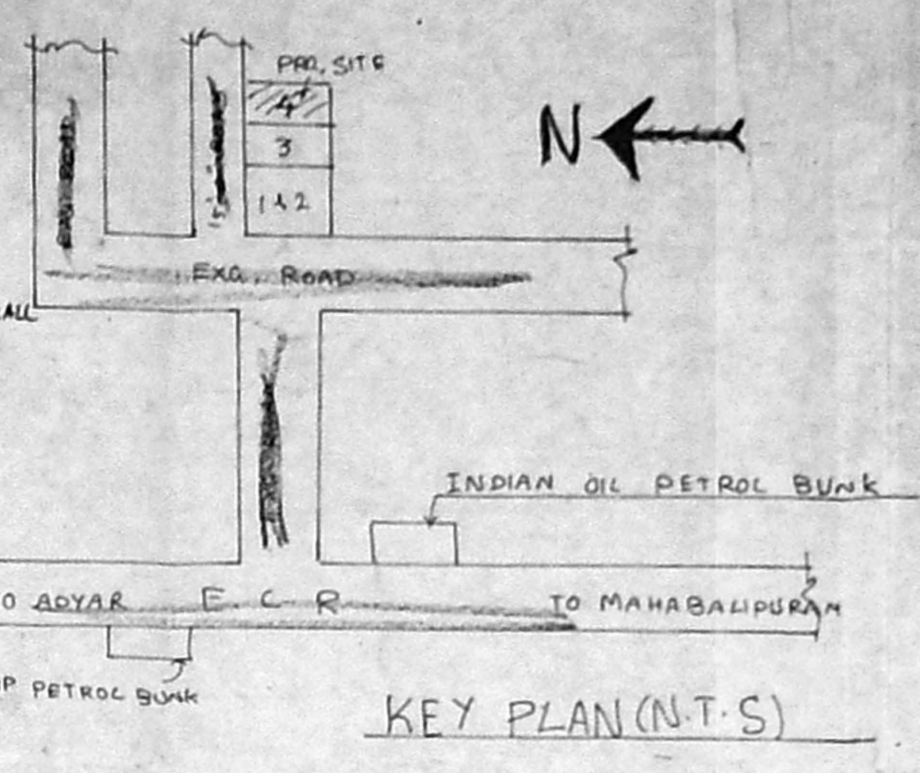 PRO. SITE
4
N
3
1&2
EXG. ROAD
ALL
INDIAN OIL PETROL BUNK
O ADYAR E C R TO MAHABALIPURAM
P PETROL BUNK
KEY PLAN (N.T.S)